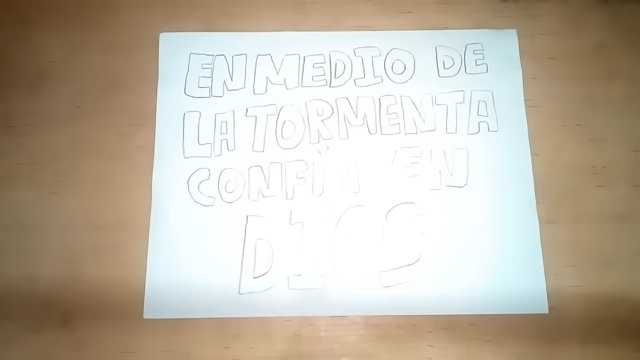 EN MEDIO DE
LA TORMENTA
CONFÍA EN
DIOS